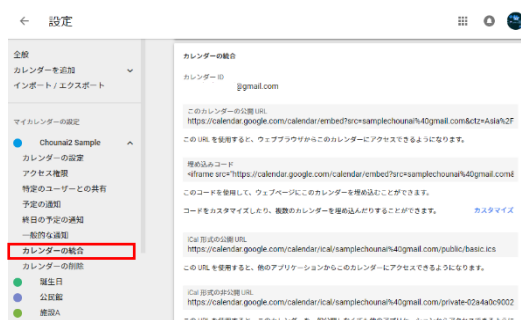 ← 設定
全般
カレンダーを追加
インポート / エクスポート
マイカレンダーの設定
Chounai2 Sample
カレンダーの設定
アクセス権限
特定のユーザーとの共有
予定の通知
終日の予定の通知
一般的な通知
カレンダーの統合
カレンダーの削除
誕生日
公民館
施設A
カレンダーの統合
カレンダー ID
@gmail.com
このカレンダーの公開 URL
https://calendar.google.com/calendar/embed?src=samplechounai%40gmail.com&ctz=Asia%2F
この URL を使用すると、ウェブブラウザからこのカレンダーにアクセスできるようになります。
埋め込みコード
<iframe src="https://calendar.google.com/calendar/embed?src=samplechounai%40gmail.com&
このコードを使用して、ウェブページにこのカレンダーを埋め込むことができます。
コードをカスタマイズしたり、複数のカレンダーを埋め込んだりすることができます。 カスタマイズ
iCal 形式の公開 URL
https://calendar.google.com/calendar/ical/samplechounai%40gmail.com/public/basic.ics
この URL を使用すると、他のアプリケーションからこのカレンダーにアクセスできるようになります。
iCal 形式の非公開 URL
https://calendar.google.com/calendar/ical/samplechounai%40gmail.com/private-02a4a0c9002